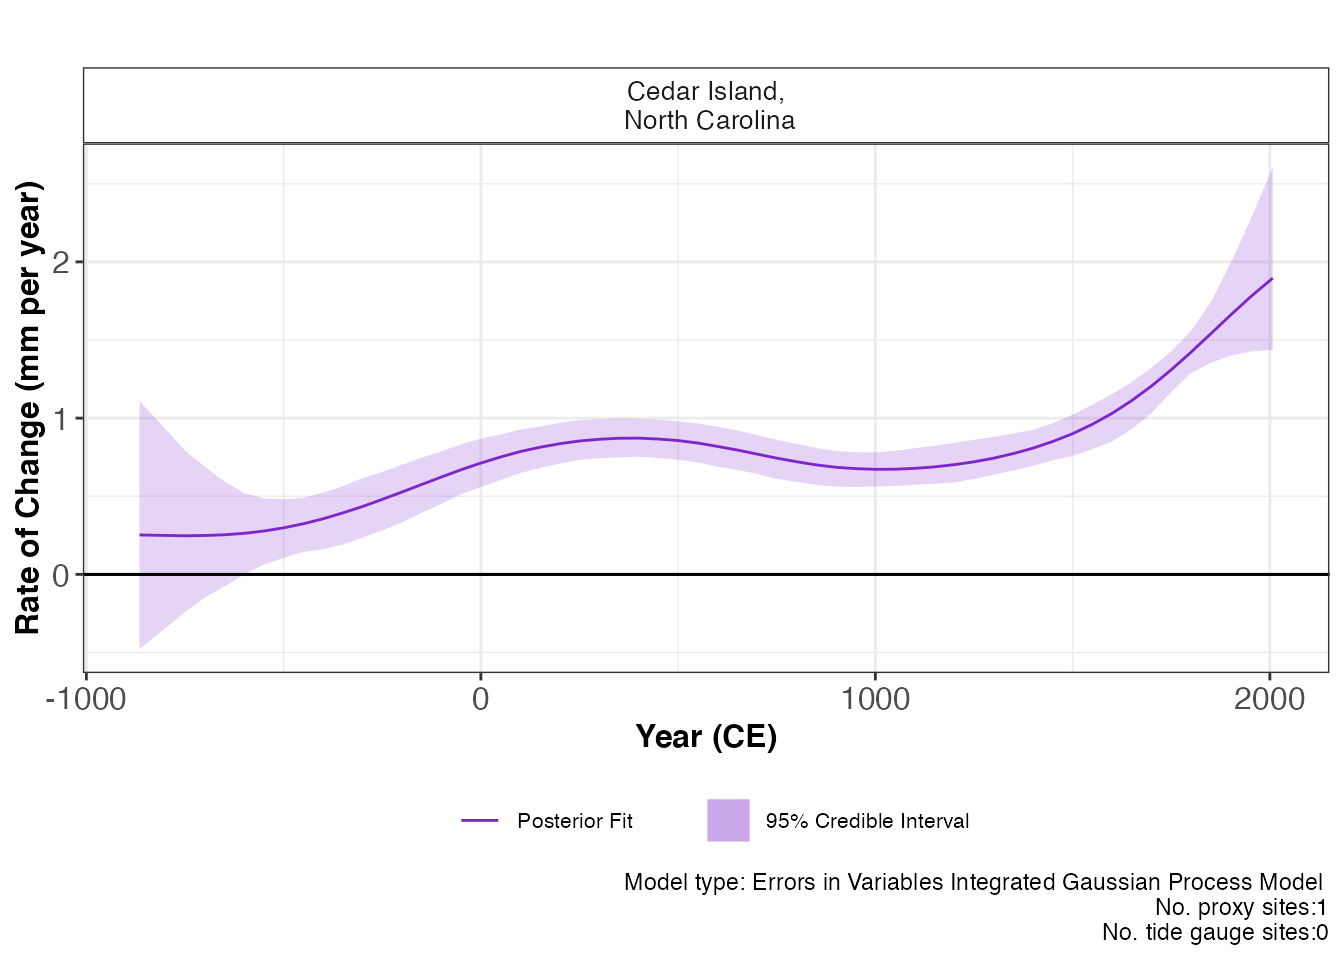 Cedar Island,
North Carolina
Rate of Change (mm per year)
2
1
0
-1000
0
1000
2000
Year (CE)
Posterior Fit
95% Credible Interval
Model type: Errors in Variables Integrated Gaussian Process Model
No. proxy sites:1
No. tide gauge sites:0